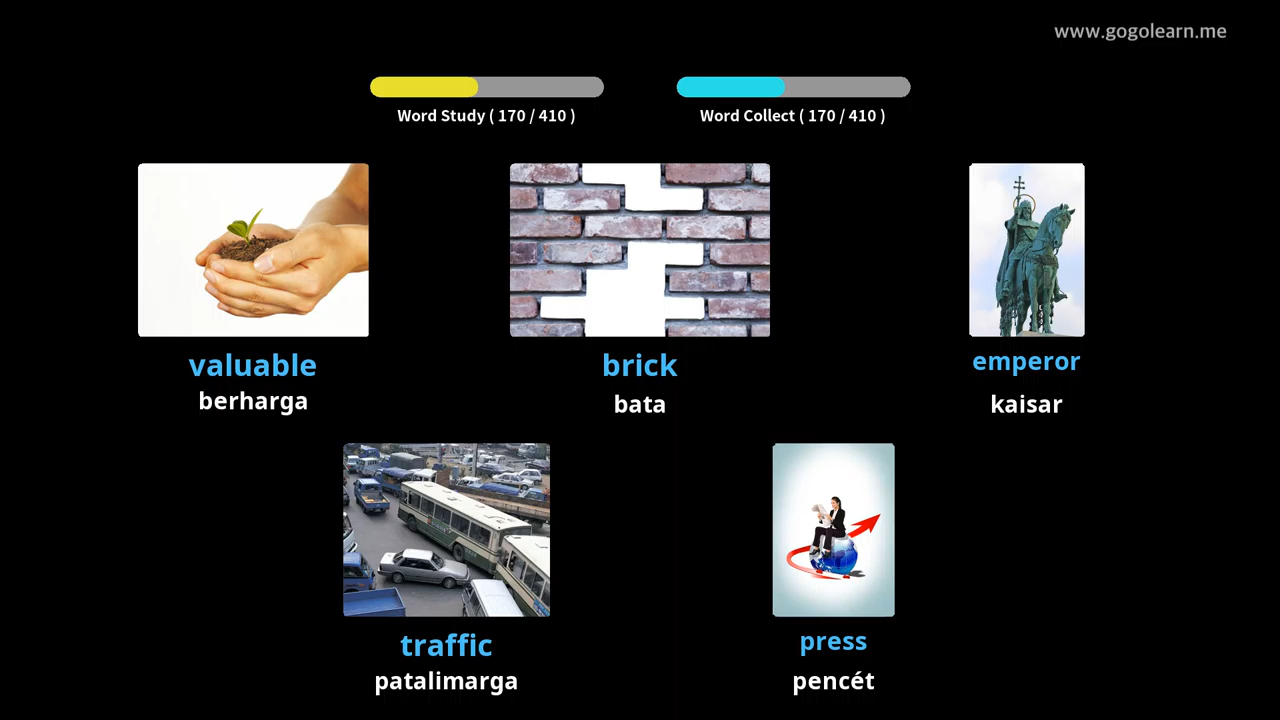 www.gogolearn.me
Word Study ( 170 / 410 )
Word Collect ( 170 / 410 )
valuable
berharga
brick
bata
emperor
kaisar
traffic
patalimarga
press
pencét